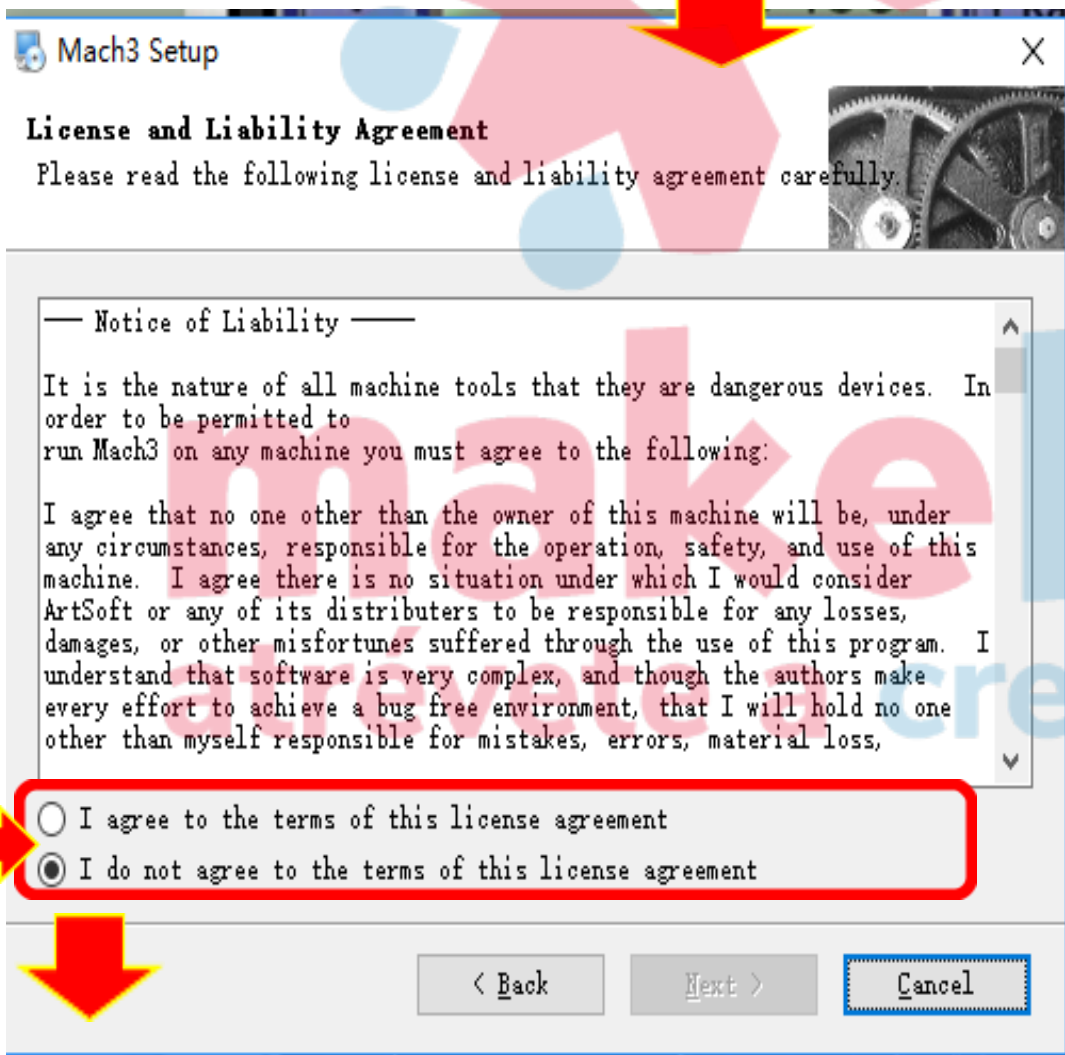 Mach3 Setup
License and Liability Agreement
Please read the following license and liability agreement carefully.
—— Notice of Liability ———
It is the nature of all machine tools that they are dangerous devices.  In
order to be permitted to
run Mach3 on any machine you must agree to the following:
I agree that no one other than the owner of this machine will be, under
any circumstances, responsible for the operation, safety, and use of this
machine.  I agree there is no situation under which I would consider
ArtSoft or any of its distributers to be responsible for any losses,
damages, or other misfortunes suffered through the use of this program.  I
understand that software is very complex, and though the authors make
every effort to achieve a bug free environment, that I will hold no one
other than myself responsible for mistakes, errors, material loss,
I agree to the terms of this license agreement
I do not agree to the terms of this license agreement
< Back
Next >
Cancel
make
atrévete a cre